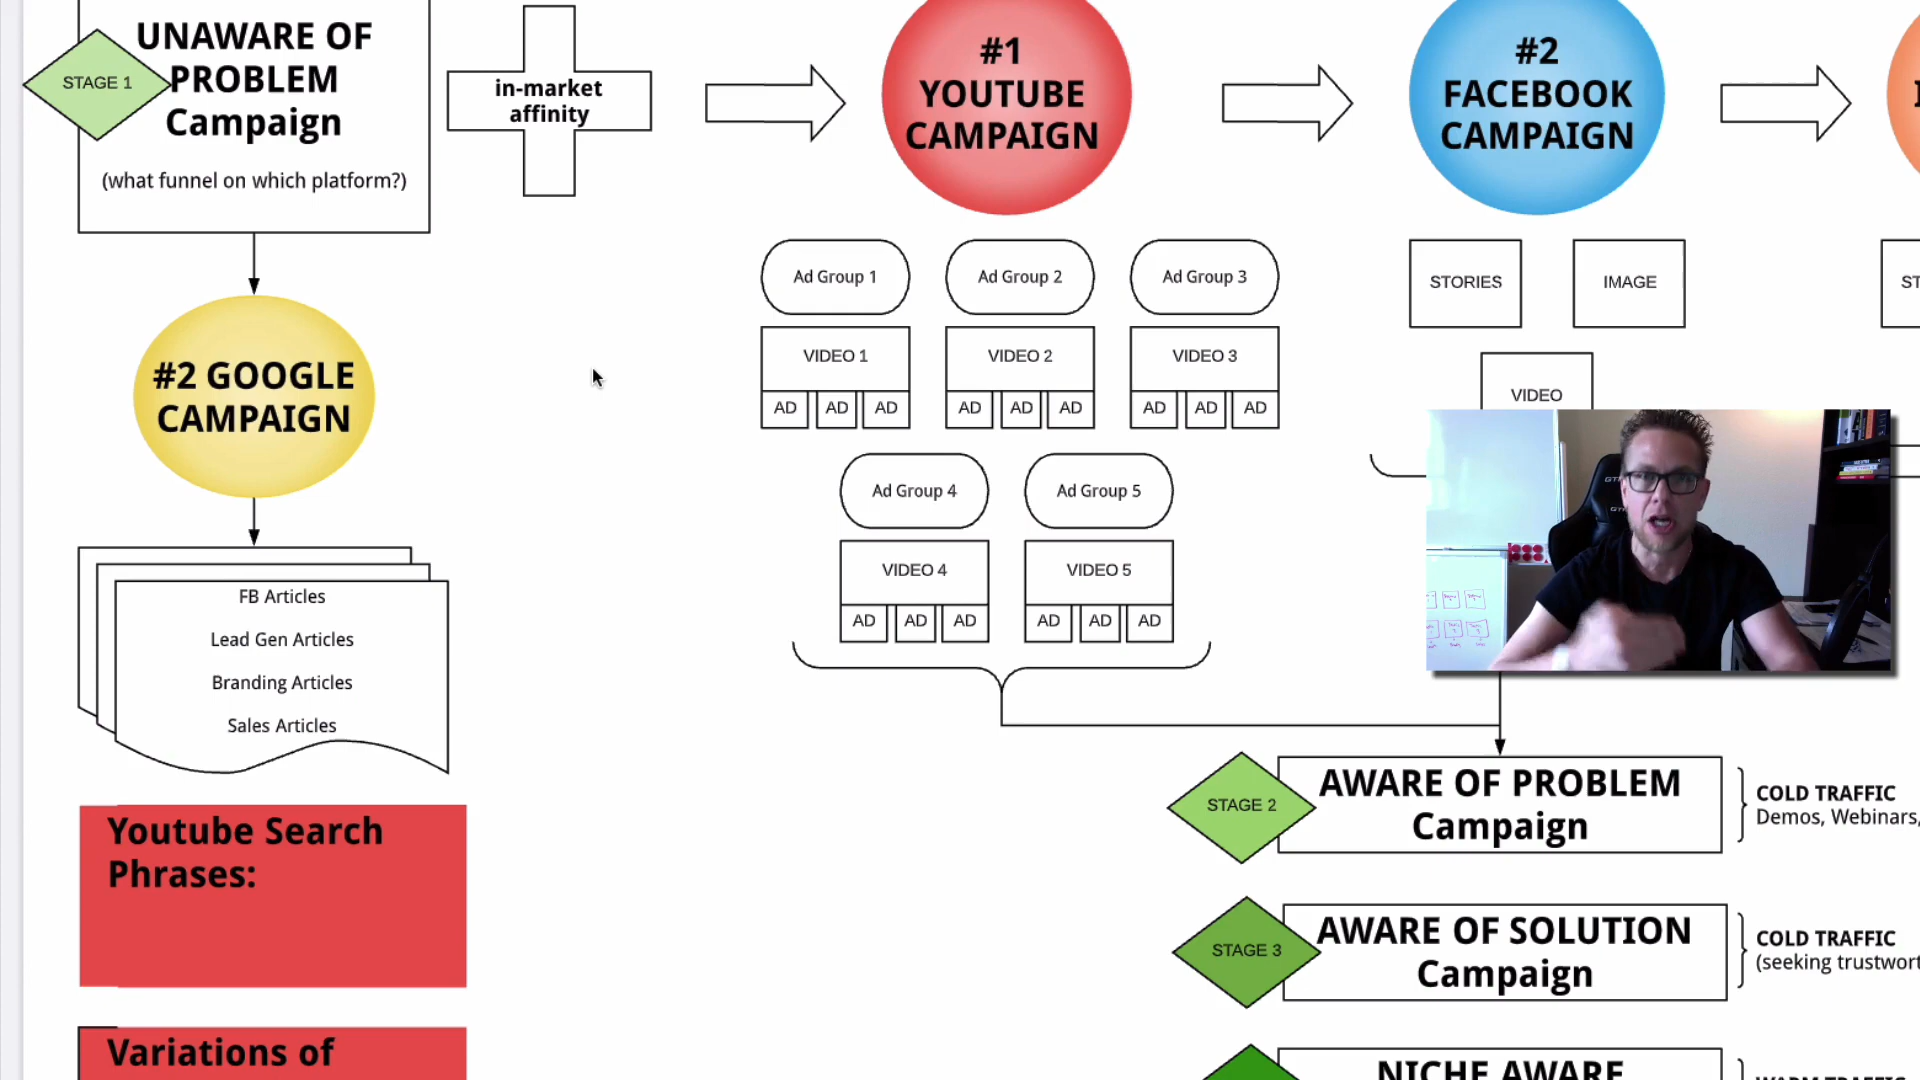 UNAWARE OF
PROBLEM
Campaign
STAGE 1
(what funnel on which platform?)
in-market
affinity
#1
YOUTUBE
CAMPAIGN
#2
FACEBOOK
CAMPAIGN
#2 GOOGLE
CAMPAIGN
FB Articles
Lead Gen Articles
Branding Articles
Sales Articles
Youtube Search
Phrases:
Variations of
Ad Group 1
Ad Group 2
Ad Group 3
VIDEO 1
VIDEO 2
VIDEO 3
AD AD AD
AD AD AD
AD AD AD
Ad Group 4
Ad Group 5
VIDEO 4
VIDEO 5
AD AD AD
AD AD AD
STORIES
IMAGE
ST
VIDEO
STAGE 2
AWARE OF PROBLEM
Campaign
COLD TRAFFIC
Demos, Webinars,
STAGE 3
AWARE OF SOLUTION
Campaign
COLD TRAFFIC
(seeking trustwort
NICHE AWARE